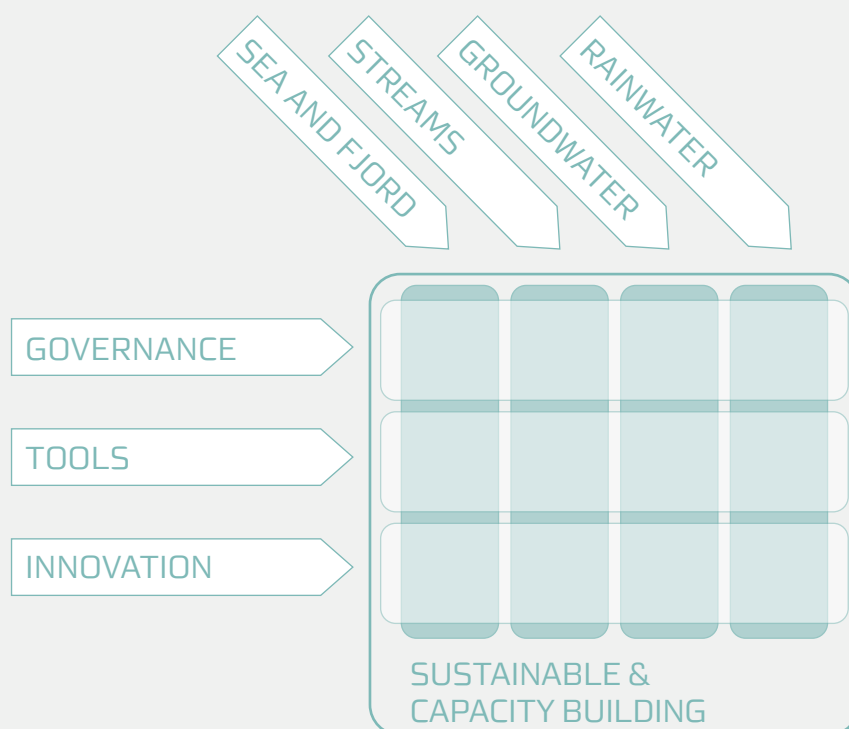 SEA AND FJORD
STREAMS
GROUNDWATER
RAINWATER
GOVERNANCE
TOOLS
INNOVATION
SUSTAINABLE &
CAPACITY BUILDING